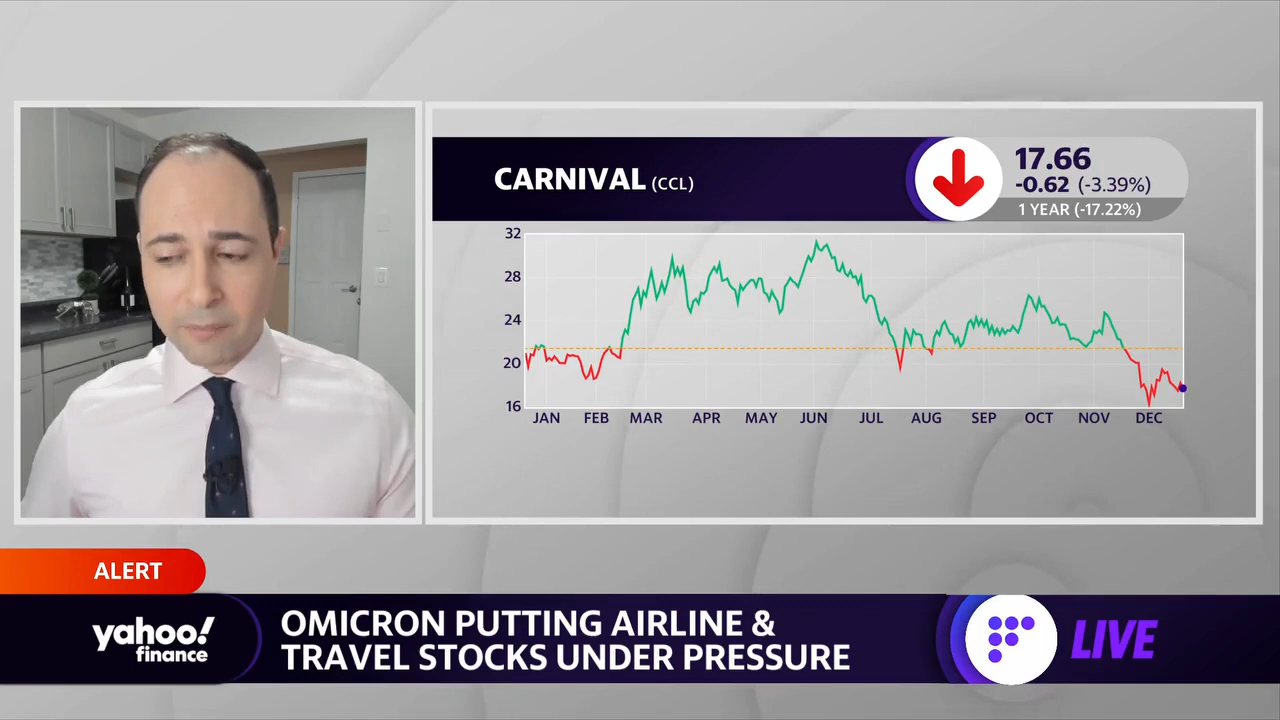 CARNIVAL (CCL)
17.66
-0.62 (-3.39%)
1 YEAR (-17.22%)
32
28
24
20
16
JAN FEB MAR APR MAY JUN JUL AUG SEP OCT NOV DEC
ALERT
yahoo!
finance
OMICRON PUTTING AIRLINE &
TRAVEL STOCKS UNDER PRESSURE
LIVE